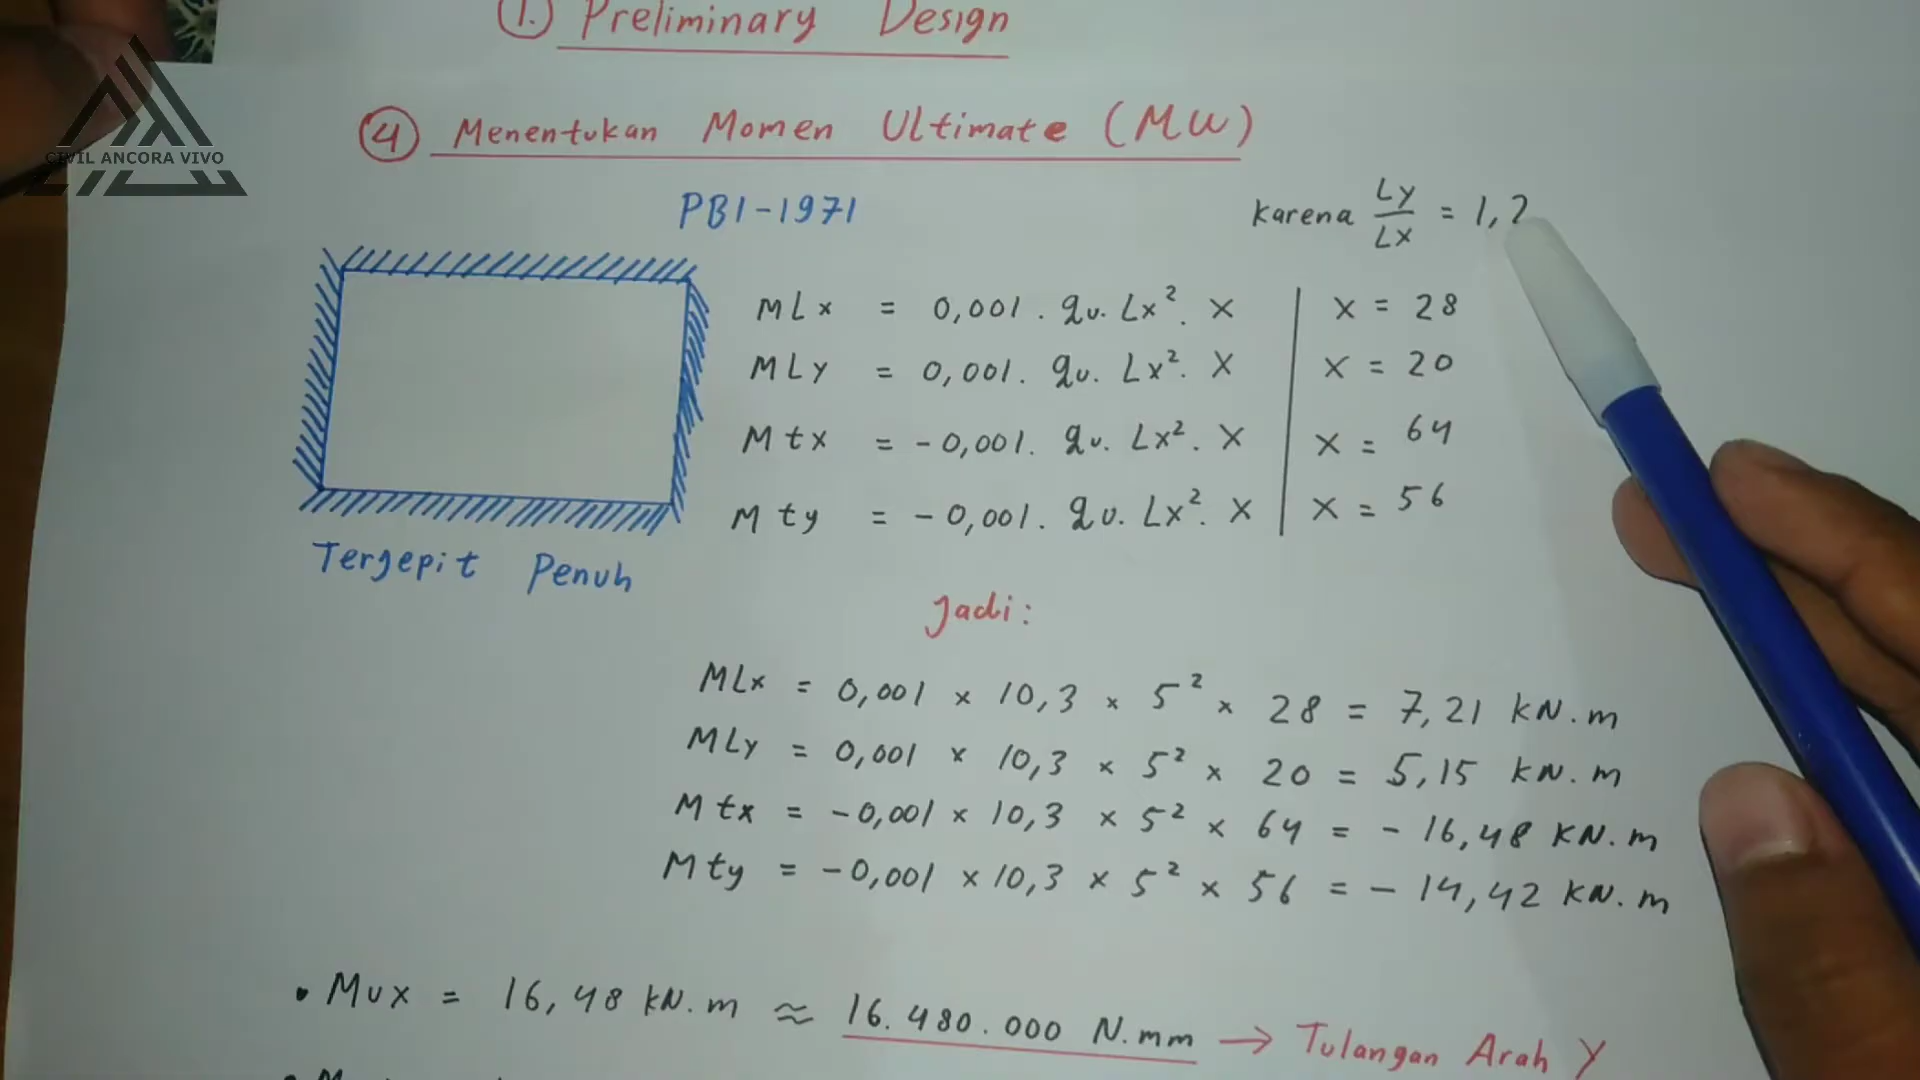 1. Preliminary Design
CIVIL ANCORA VIVO
4 Menentukan Momen Ultimate (MU)
PBI-1971
Karena Ly/Lx = 1,2
MLx = 0,001 . qu. Lx². X | X = 28
MLy = 0,001. qu. Lx². X | X = 20
Mtx = -0,001. qu. Lx². X | X = 64
Mty = -0,001. qu. Lx². X | X = 56
Tergepit Penuh
Jadi:
MLx = 0,001 × 10,3 × 5² × 28 = 7,21 kN.m
MLy = 0,001 × 10,3 × 5² × 20 = 5,15 kN.m
Mtx = -0,001 × 10,3 × 5² × 64 = - 16,48 kN.m
Mty = -0,001 × 10,3 × 5² × 56 = - 14,42 kN.m
• Mux = 16,48 kN.m ≈ 16.480.000 N.mm → Tulangan Arah Y